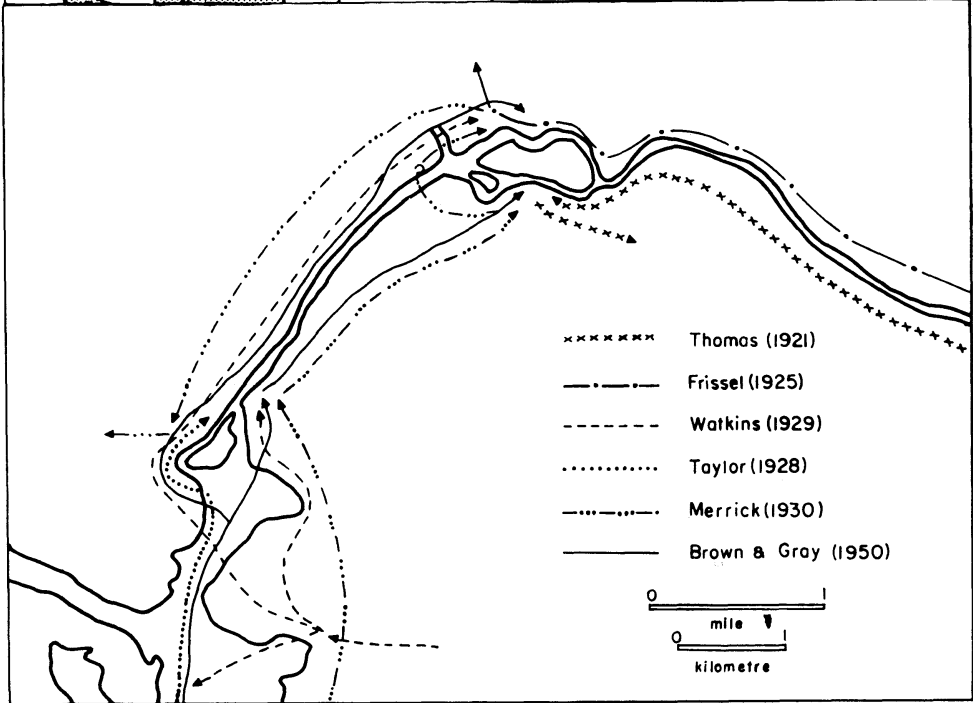 Thomas (1921)
Frissel (1925)
Watkins (1929)
Taylor (1928)
Merrick (1930)
Brown & Gray (1950)
0 1
mile
0 1
kilometre